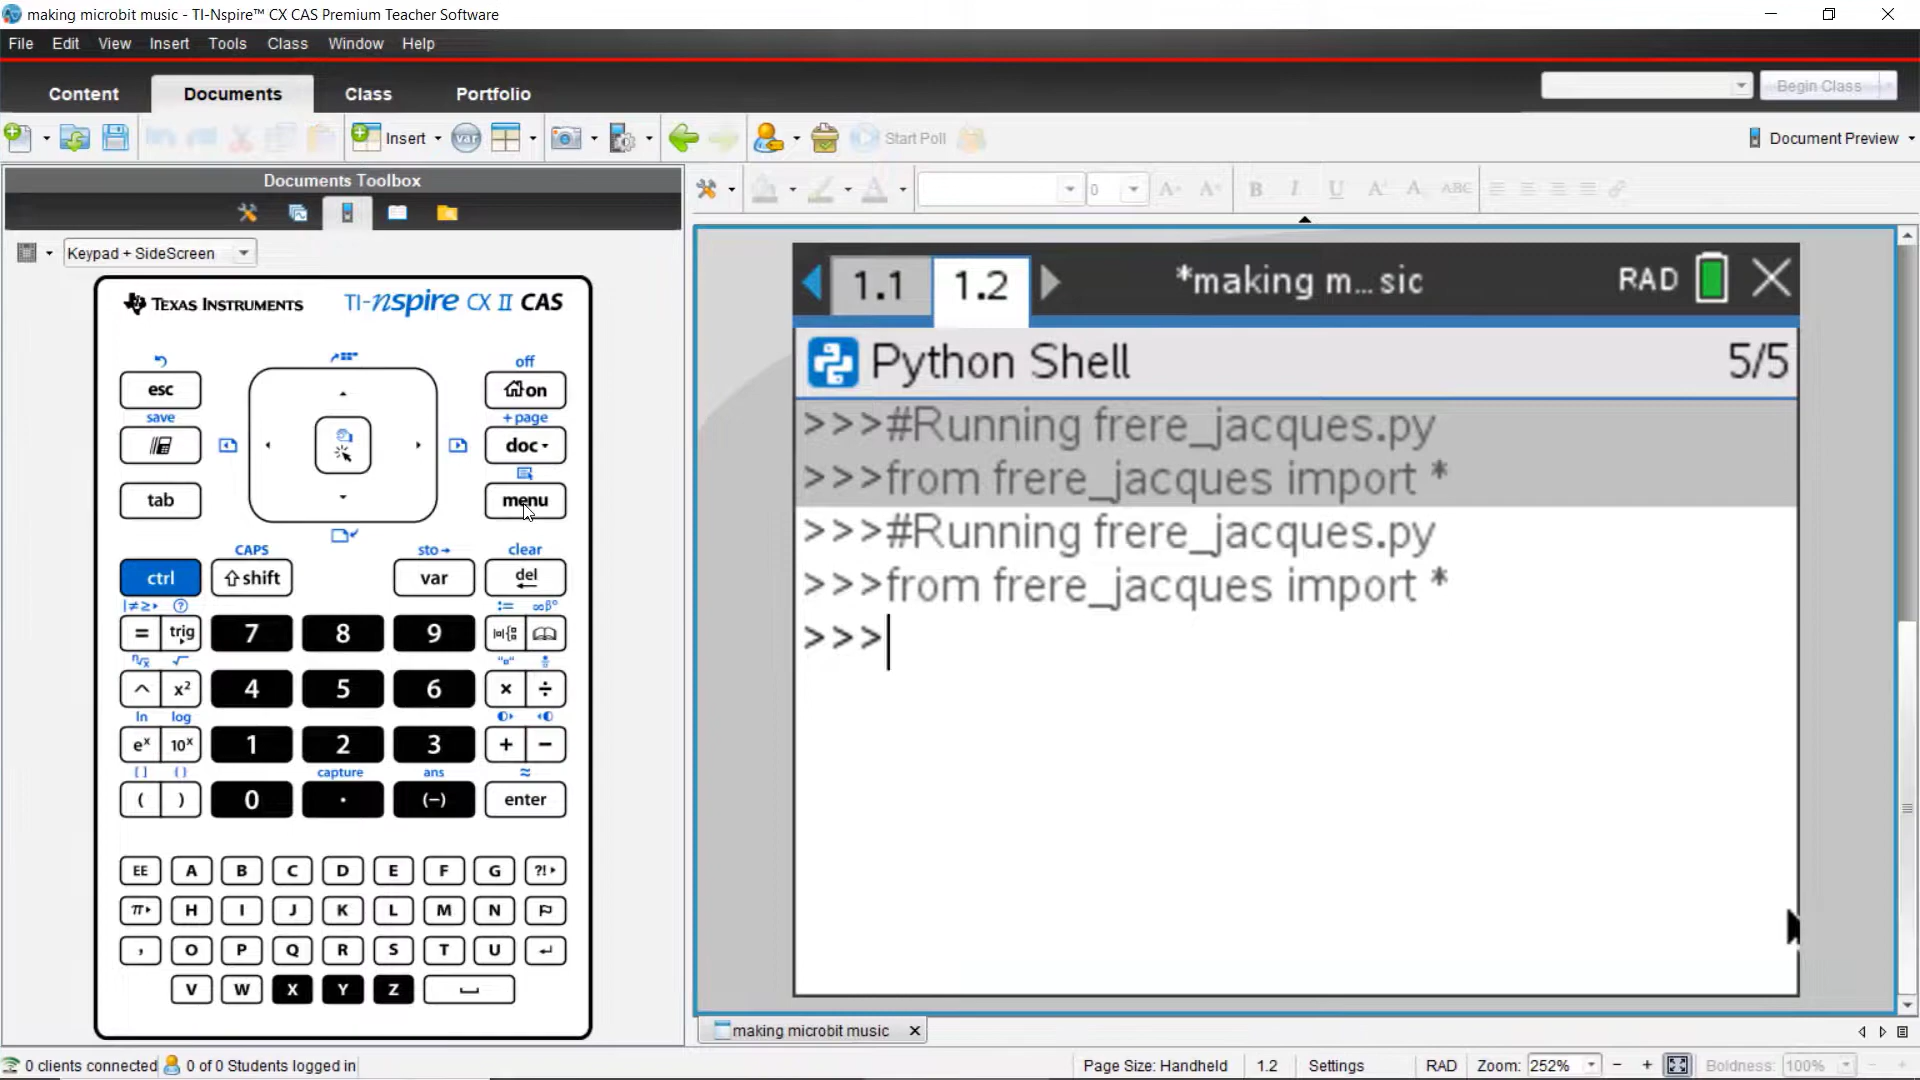 making microbit music - TI-Nspire™ CX CAS Premium Teacher Software
File Edit View Insert Tools Class Window Help
Content Documents Class Portfolio
Begin Class
Insert var Start Poll Document Preview
Documents Toolbox
0 B I U A A ABC
Keypad + SideScreen
TEXAS INSTRUMENTS TI-nspire CX II CAS
off
esc on
save + page
doc
tab menu
CAPS sto→ clear
ctrl shift var del
= trig 7 8 9
^ x² 4 5 6 × ÷
ln log
eˣ 10ˣ 1 2 3 + −
[ ] { } capture ans ≈
( ) 0 . (−) enter
EE A B C D E F G ?!▸
π▸ H I J K L M N
, O P Q R S T U
V W X Y Z
1.1 1.2 *making m... sic RAD
Python Shell 5/5
>>>#Running frere_jacques.py
>>>from frere_jacques import *
>>>#Running frere_jacques.py
>>>from frere_jacques import *
>>>
making microbit music
0 clients connected 0 of 0 Students logged in Page Size: Handheld 1.2 Settings RAD Zoom: 252% − + Boldness: 100% − +